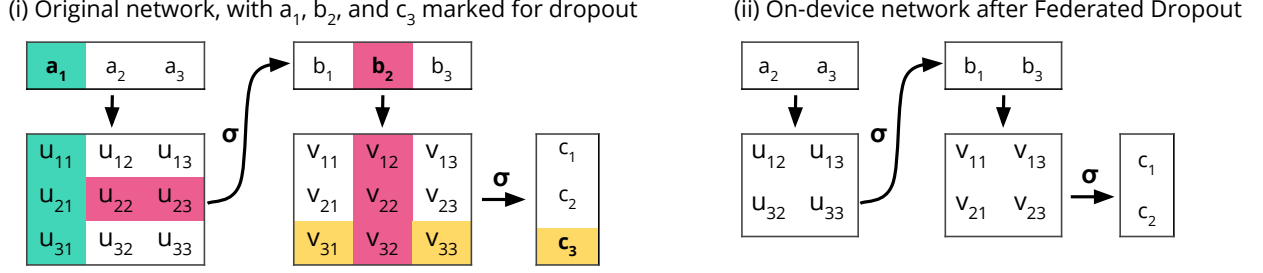 (i) Original network, with a₁, b₂, and c₃ marked for dropout
a₁ a₂ a₃
σ
b₁ b₂ b₃
u₁₁ u₁₂ u₁₃
u₂₁ u₂₂ u₂₃
u₃₁ u₃₂ u₃₃
v₁₁ v₁₂ v₁₃
v₂₁ v₂₂ v₂₃
v₃₁ v₃₂ v₃₃
σ
c₁
c₂
c₃
(ii) On-device network after Federated Dropout
a₂ a₃
σ
b₁ b₃
u₁₂ u₁₃
u₃₂ u₃₃
v₁₁ v₁₃
v₂₁ v₂₃
σ
c₁
c₂